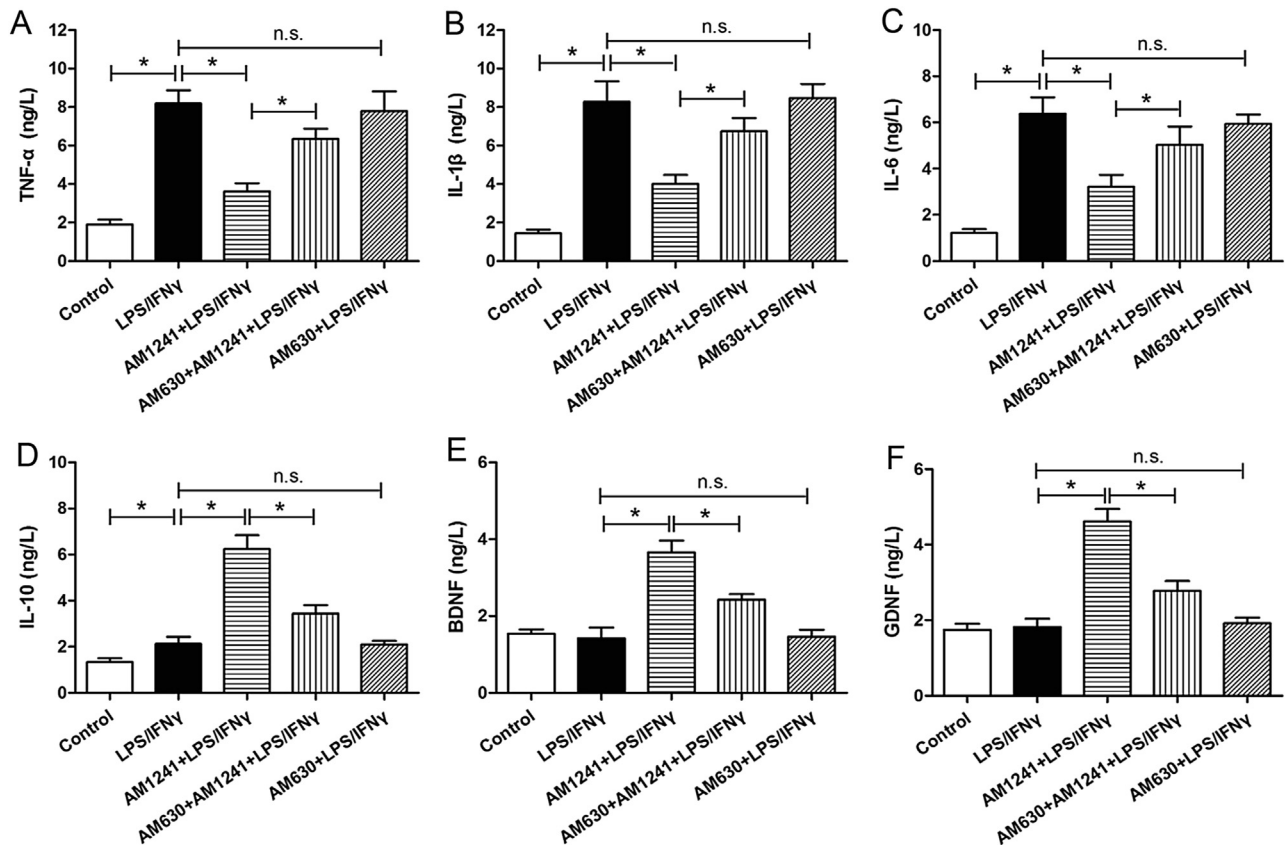 A
TNF-α (ng/L)
12
10
8
6
4
2
0
n.s.
*
*
*
Control
LPS/IFNγ
AM1241+LPS/IFNγ
AM630+AM1241+LPS/IFNγ
AM630+LPS/IFNγ
B
IL-1β (ng/L)
12
10
8
6
4
2
0
n.s.
*
*
*
Control
LPS/IFNγ
AM1241+LPS/IFNγ
AM630+AM1241+LPS/IFNγ
AM630+LPS/IFNγ
C
IL-6 (ng/L)
10
8
6
4
2
0
n.s.
*
*
*
Control
LPS/IFNγ
AM1241+LPS/IFNγ
AM630+AM1241+LPS/IFNγ
AM630+LPS/IFNγ
D
IL-10 (ng/L)
10
8
6
4
2
0
n.s.
*
*
*
Control
LPS/IFNγ
AM1241+LPS/IFNγ
AM630+AM1241+LPS/IFNγ
AM630+LPS/IFNγ
E
BDNF (ng/L)
6
4
2
0
n.s.
*
*
Control
LPS/IFNγ
AM1241+LPS/IFNγ
AM630+AM1241+LPS/IFNγ
AM630+LPS/IFNγ
F
GDNF (ng/L)
6
4
2
0
n.s.
*
*
Control
LPS/IFNγ
AM1241+LPS/IFNγ
AM630+AM1241+LPS/IFNγ
AM630+LPS/IFNγ